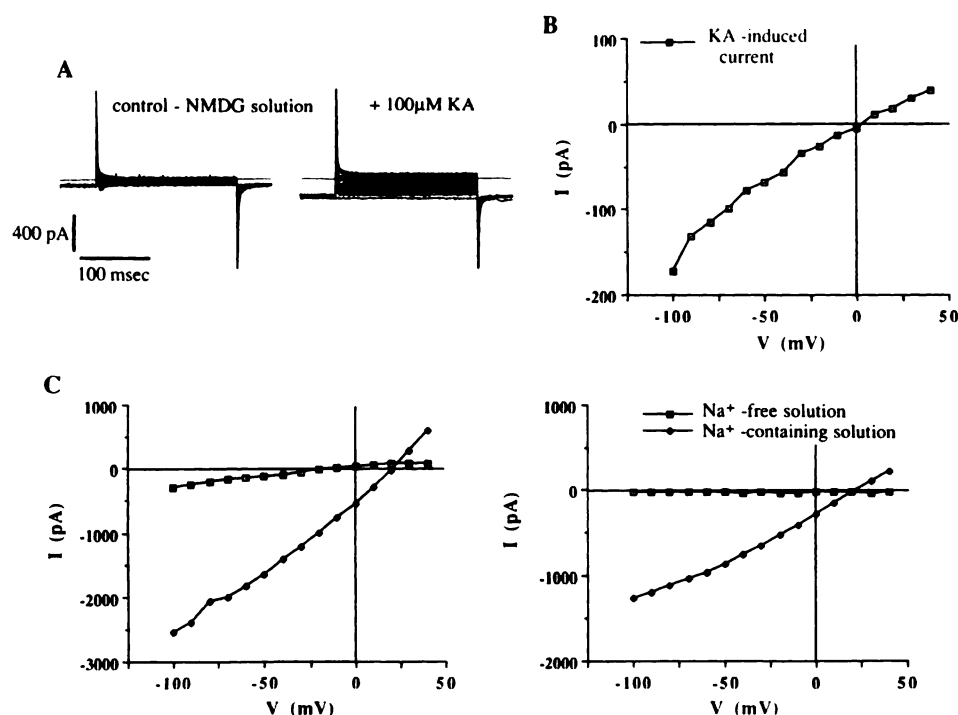 A
control - NMDG solution
+ 100µM KA
400 pA
100 msec
B
KA -induced
current
100
0
-100
-200
I (pA)
-100
-50
0
50
V (mV)
C
1000
0
-1000
-2000
-3000
I (pA)
-100
-50
0
50
V (mV)
Na⁺ -free solution
Na⁺ -containing solution
1000
0
-1000
-2000
I (pA)
-100
-50
0
50
V (mV)